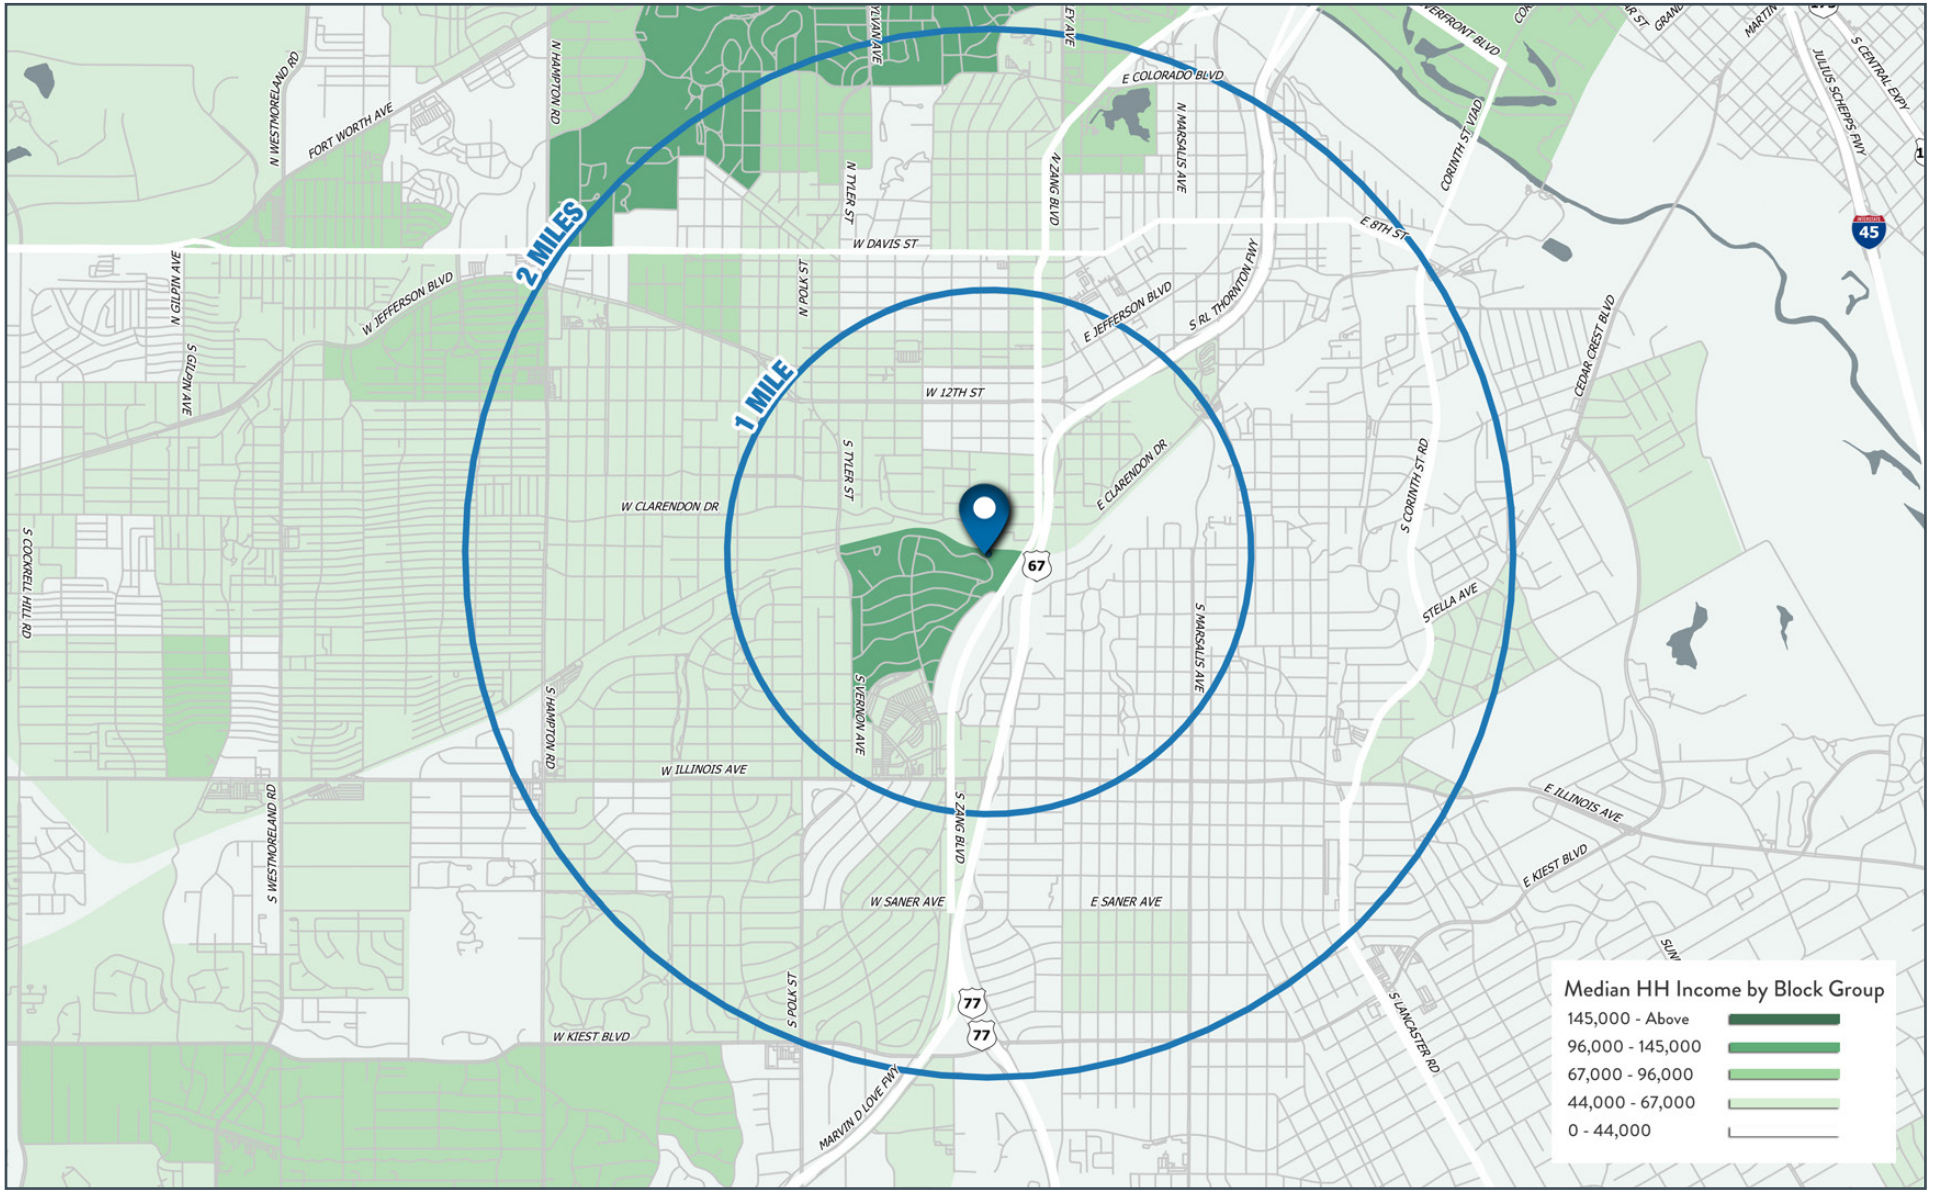 N WESTMORELAND RD
FORT WORTH AVE
N HAMPTON RD
E COLORADO BLVD
N MARSALIS AVE
N ZANG BLVD
N TYLER ST
CORINTH ST VIAD
JULIUS SCHEPPS FWY
S CENTRAL EXPY
INTERSTATE
45
2 MILES
W DAVIS ST
E 8TH ST
N GILPIN AVE
W JEFFERSON BLVD
N POLK ST
E JEFFERSON BLVD
S RL THORNTON FWY
CEDAR CREST BLVD
S GILPIN AVE
1 MILE
W 12TH ST
S TYLER ST
E CLARENDON DR
S CORINTH ST RD
W CLARENDON DR
S COCKRELL HILL RD
67
STELLA AVE
S MARSALIS AVE
S HAMPTON RD
S VERNON AVE
W ILLINOIS AVE
S WESTMORELAND RD
S ZANG BLVD
E ILLINOIS AVE
E KIEST BLVD
W SANER AVE
E SANER AVE
S POLK ST
77
77
W KIEST BLVD
S LANCASTER RD
MARVIN D LOVE FWY
Median HH Income by Block Group
145,000 - Above
96,000 - 145,000
67,000 - 96,000
44,000 - 67,000
0 - 44,000